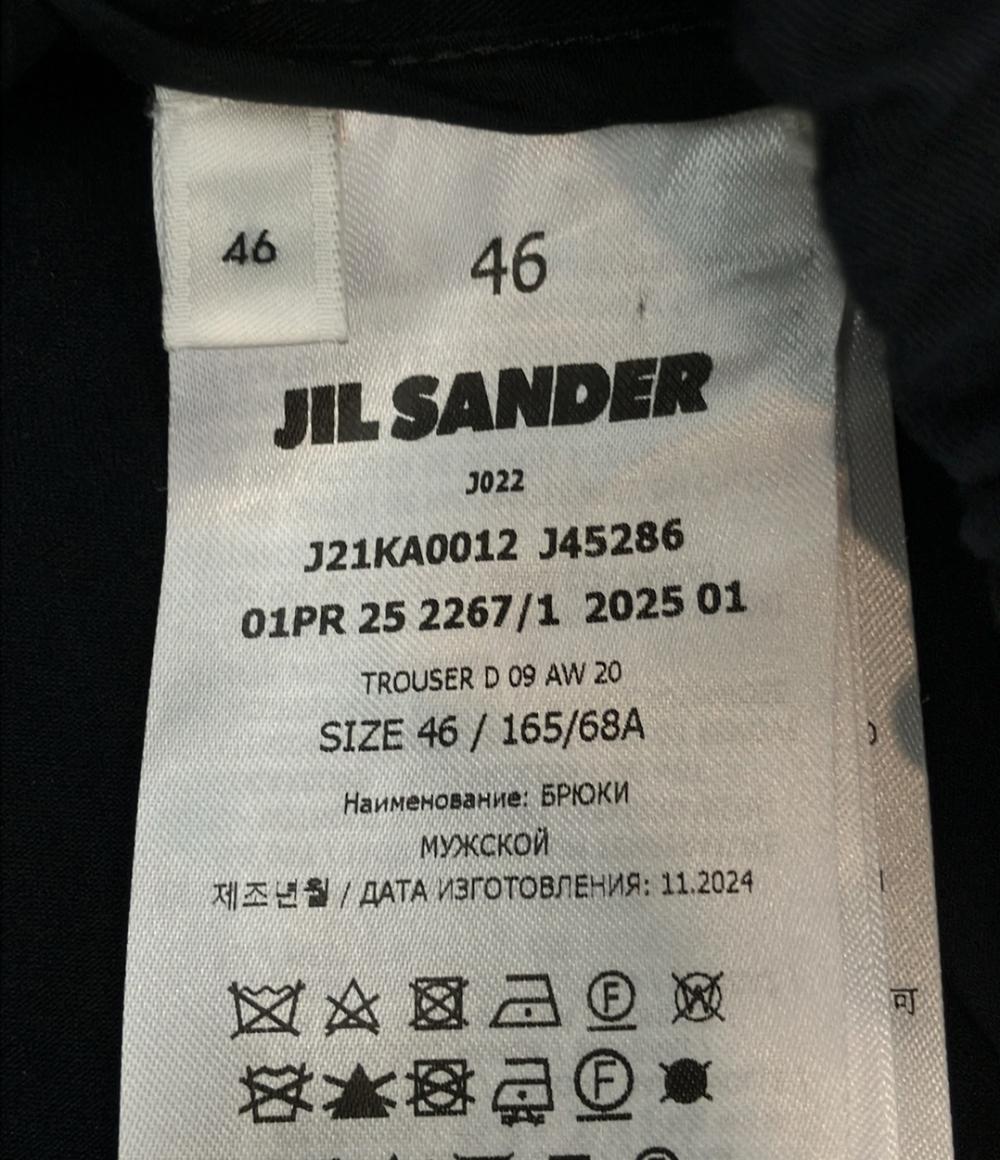 46
46
JIL SANDER
J022
J21KA0012 J45286
01PR 25 2267/1 2025 01
TROUSER D 09 AW 20
SIZE 46 / 165/68A
Наименование: БРЮКИ
МУЖСКОЙ
제조년월 / ДАТА ИЗГОТОВЛЕНИЯ: 11.2024
F W
F
可